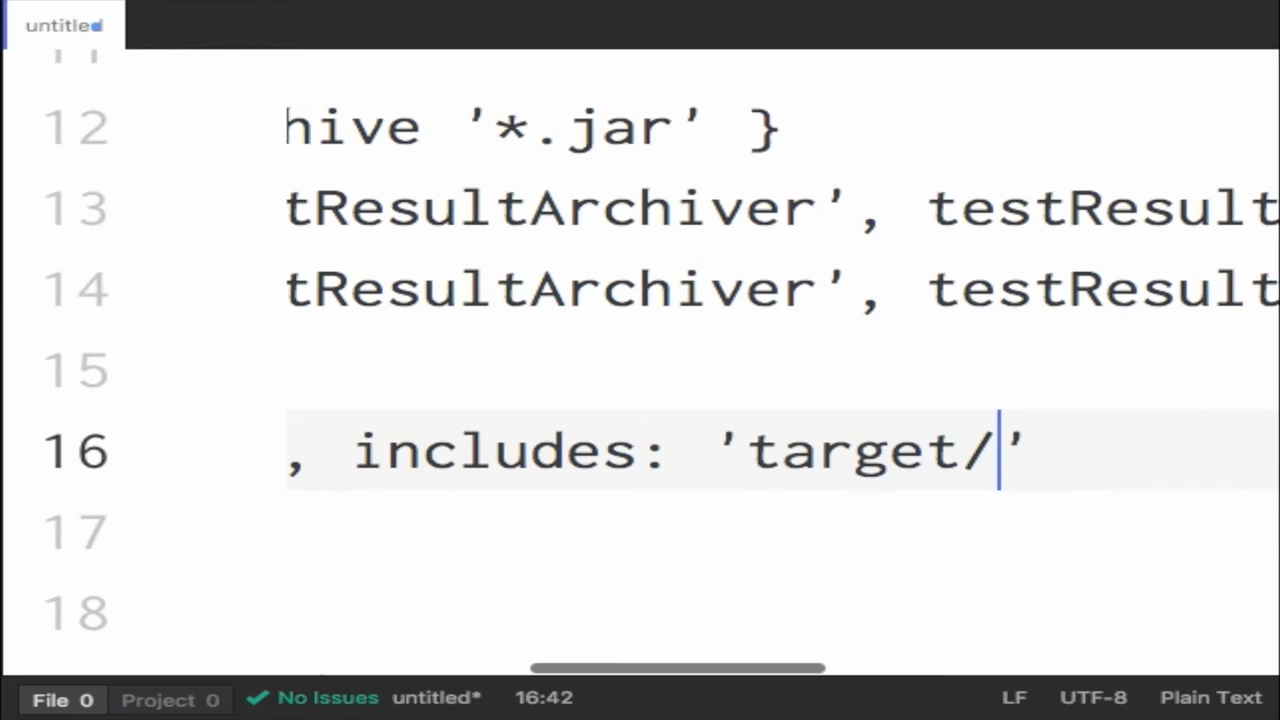 untitled
11
12 hive '*.jar' }
13 tResultArchiver', testResult
14 tResultArchiver', testResult
15
16 , includes: 'target/'
17
18
File 0 Project 0 No Issues untitled* 16:42 LF UTF-8 Plain Text